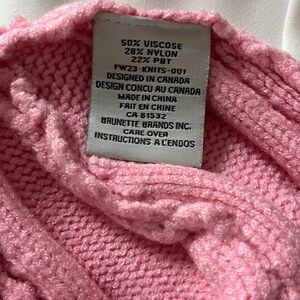 50% VISCOSE
28% NYLON
22% PBT
FW23-KNITS-001
DESIGNED IN CANADA
DESIGN CONCU AU CANADA
MADE IN CHINA
FAIT EN CHINE
CA 61532
BRUNETTE BRANDS INC.
CARE OVER
INSTRUCTIONS A L'ENDOS